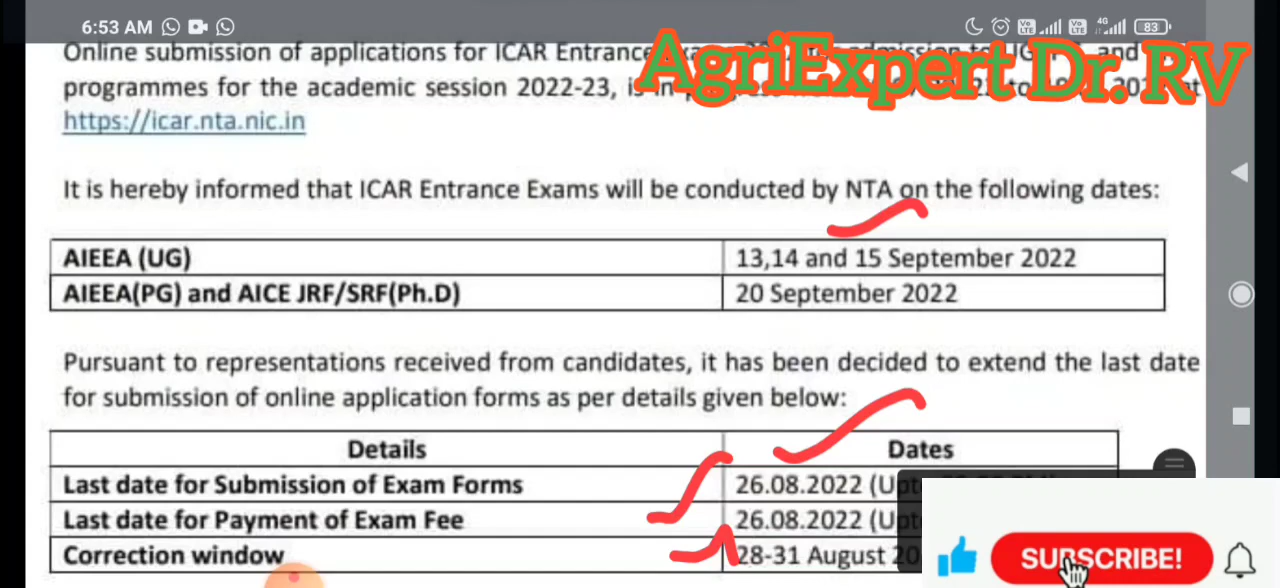 6:53 AM
4G
83
AgriExpert Dr. RV
Online submission of applications for ICAR Entrance
programmes for the academic session 2022-23, is in
https://icar.nta.nic.in
It is hereby informed that ICAR Entrance Exams will be conducted by NTA on the following dates:
AIEEA (UG) 13,14 and 15 September 2022
AIEEA(PG) and AICE JRF/SRF(Ph.D) 20 September 2022
Pursuant to representations received from candidates, it has been decided to extend the last date
for submission of online application forms as per details given below:
Details Dates
Last date for Submission of Exam Forms 26.08.2022
Last date for Payment of Exam Fee 26.08.2022
Correction window 28-31 August
SUBSCRIBE!